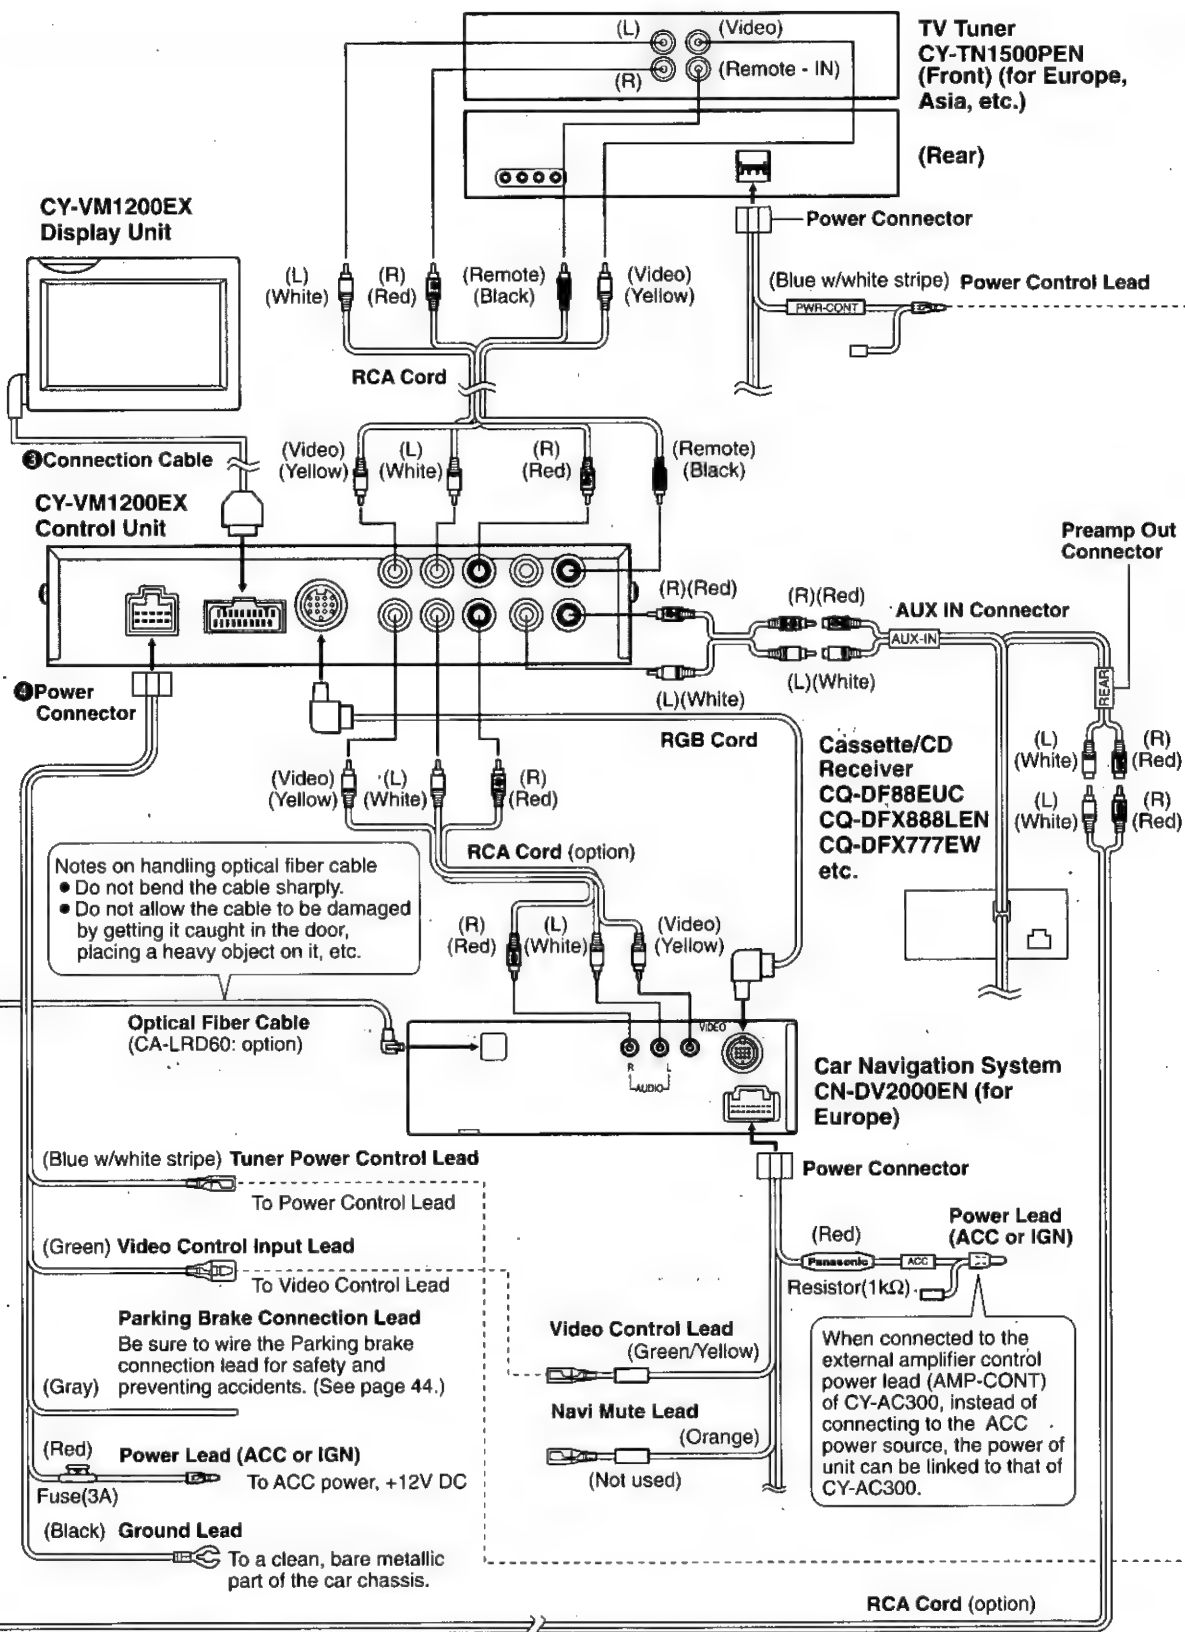 (L)
(Video)
(R)
(Remote - IN)
TV Tuner
CY-TN1500PEN
(Front) (for Europe,
Asia, etc.)
(Rear)
Power Connector
CY-VM1200EX
Display Unit
(L)
(White)
(R)
(Red)
(Remote)
(Black)
(Video)
(Yellow)
(Blue w/white stripe) Power Control Lead
PWR-CONT
RCA Cord
❸Connection Cable
(Video)
(Yellow)
(L)
(White)
(R)
(Red)
(Remote)
(Black)
CY-VM1200EX
Control Unit
Preamp Out
Connector
(R)(Red)
(R)(Red)
AUX IN Connector
AUX-IN
(L)(White)
(L)(White)
REAR
❹Power
Connector
RGB Cord
(L)
(White)
(R)
(Red)
(L)
(White)
(R)
(Red)
Cassette/CD
Receiver
CQ-DF88EUC
CQ-DFX888LEN
CQ-DFX777EW
etc.
(Video)
(Yellow)
(L)
(White)
(R)
(Red)
RCA Cord (option)
Notes on handling optical fiber cable
● Do not bend the cable sharply.
● Do not allow the cable to be damaged
by getting it caught in the door,
placing a heavy object on it, etc.
(R)
(Red)
(L)
(White)
(Video)
(Yellow)
Optical Fiber Cable
(CA-LRD60: option)
VIDEO
R
L
AUDIO
Car Navigation System
CN-DV2000EN (for
Europe)
Power Connector
(Blue w/white stripe) Tuner Power Control Lead
To Power Control Lead
(Green) Video Control Input Lead
To Video Control Lead
Power Lead
(ACC or IGN)
(Red)
Panasonic
ACC
Resistor(1kΩ)
Parking Brake Connection Lead
Be sure to wire the Parking brake
connection lead for safety and
(Gray) preventing accidents. (See page 44.)
Video Control Lead
(Green/Yellow)
Navi Mute Lead
(Orange)
(Not used)
When connected to the
external amplifier control
power lead (AMP-CONT)
of CY-AC300, instead of
connecting to the ACC
power source, the power of
unit can be linked to that of
CY-AC300.
(Red)
Power Lead (ACC or IGN)
To ACC power, +12V DC
Fuse(3A)
(Black) Ground Lead
To a clean, bare metallic
part of the car chassis.
RCA Cord (option)